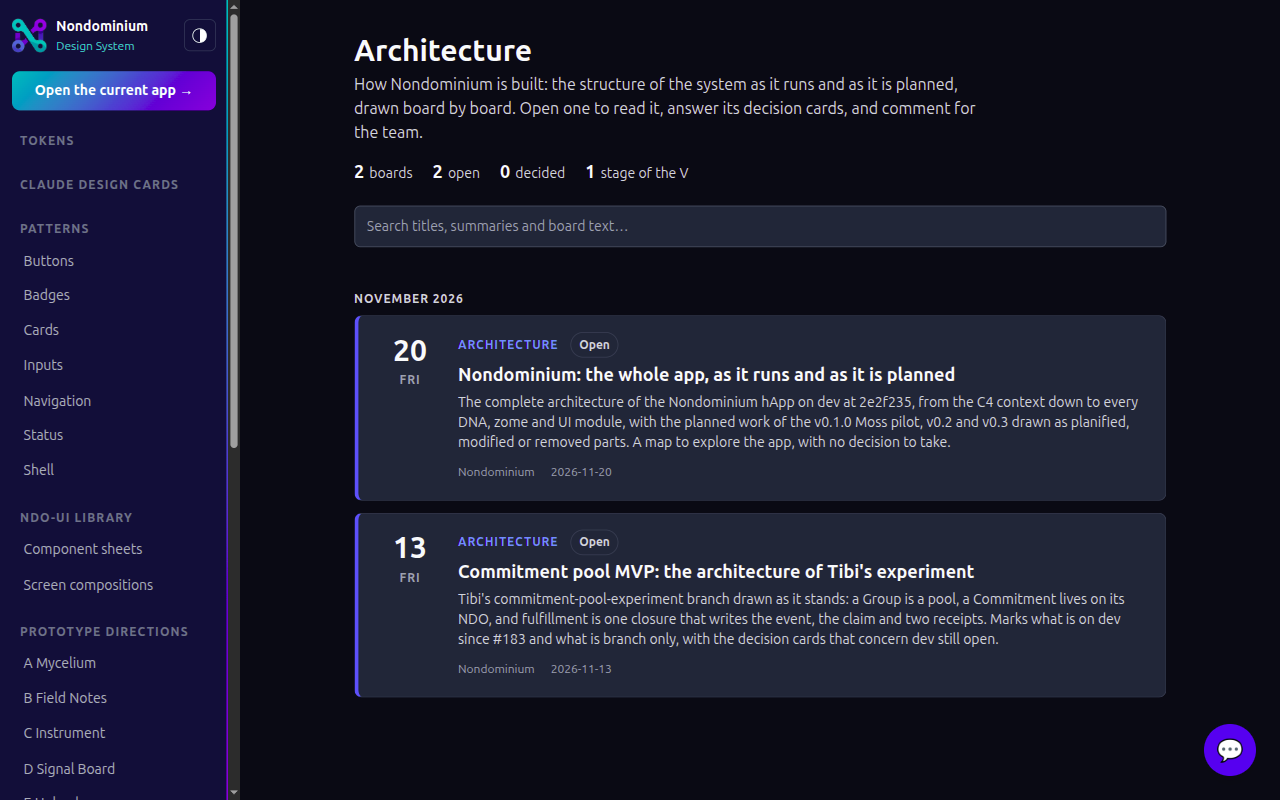 Nondominium
Design System
Open the current app →
TOKENS
CLAUDE DESIGN CARDS
PATTERNS
Buttons
Badges
Cards
Inputs
Navigation
Status
Shell
NDO-UI LIBRARY
Component sheets
Screen compositions
PROTOTYPE DIRECTIONS
A Mycelium
B Field Notes
C Instrument
D Signal Board
Architecture
How Nondominium is built: the structure of the system as it runs and as it is planned,
drawn board by board. Open one to read it, answer its decision cards, and comment for
the team.
2 boards 2 open 0 decided 1 stage of the V
Search titles, summaries and board text…
NOVEMBER 2026
20
FRI
ARCHITECTURE Open
Nondominium: the whole app, as it runs and as it is planned
The complete architecture of the Nondominium hApp on dev at 2e2f235, from the C4 context down to every
DNA, zome and UI module, with the planned work of the v0.1.0 Moss pilot, v0.2 and v0.3 drawn as planified,
modified or removed parts. A map to explore the app, with no decision to take.
Nondominium 2026-11-20
13
FRI
ARCHITECTURE Open
Commitment pool MVP: the architecture of Tibi's experiment
Tibi's commitment-pool-experiment branch drawn as it stands: a Group is a pool, a Commitment lives on its
NDO, and fulfillment is one closure that writes the event, the claim and two receipts. Marks what is on dev
since #183 and what is branch only, with the decision cards that concern dev still open.
Nondominium 2026-11-13